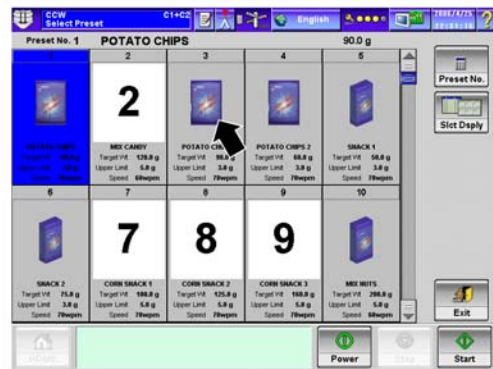 CCW
Select Preset
C1+C2
English
Preset No. 1 POTATO CHIPS 90.0 g
Preset No.
Slct Dsply
1 2 3 4 5
2
MIX CANDY
POTATO CHIPS 2
SNACK 1
Target Wt 120.0 g
Target Wt 90.0 g
Target Wt 60.0 g
Target Wt 50.0 g
Upper Limit 5.0 g
Upper Limit 3.0 g
Upper Limit 3.0 g
Upper Limit 3.0 g
Speed 60wpm
Speed 70wpm
Speed 70wpm
Speed 70wpm
6 7 8 9 10
7 8 9
SNACK 2
CORN SNACK 1
CORN SNACK 2
CORN SNACK 3
MIX NUTS
Target Wt 75.0 g
Target Wt 100.0 g
Target Wt 125.0 g
Target Wt 160.0 g
Target Wt 200.0 g
Upper Limit 3.0 g
Upper Limit 5.0 g
Upper Limit 5.0 g
Upper Limit 5.0 g
Upper Limit 5.0 g
Speed 70wpm
Speed 70wpm
Speed 70wpm
Speed 70wpm
Speed 60wpm
Exit
Power
Start